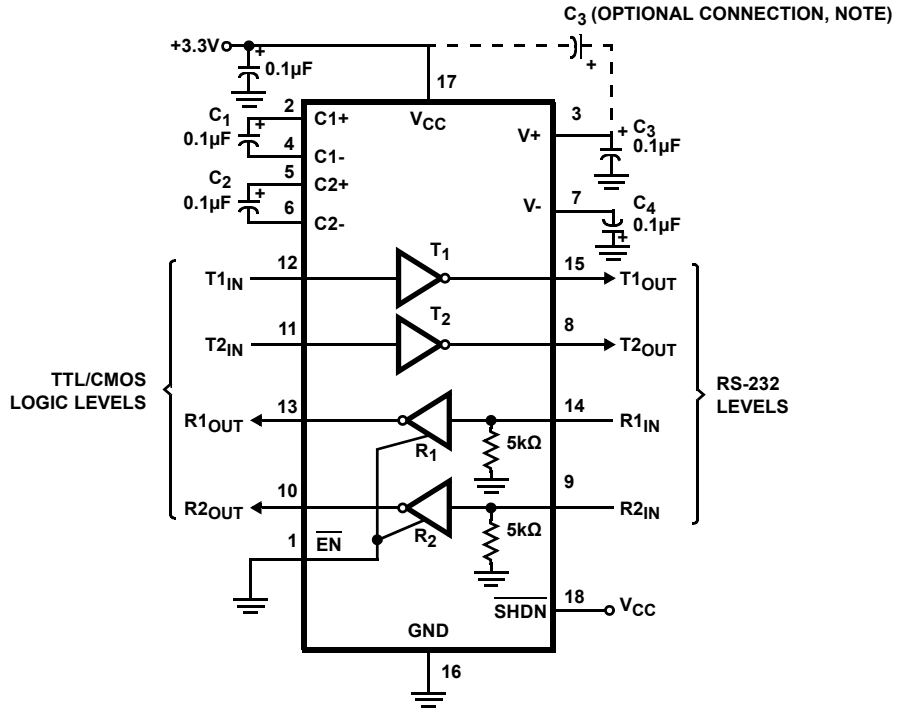 C3 (OPTIONAL CONNECTION, NOTE)
+3.3V
+
0.1µF
+
17
2
C1
0.1µF
+
C1+
VCC
3
V+
+
C3
0.1µF
4
C1-
5
C2
0.1µF
+
C2+
6
C2-
7
V-
C4
0.1µF
+
T1
T1IN
12
15
T1OUT
T2
T2IN
11
8
T2OUT
TTL/CMOS
LOGIC LEVELS
RS-232
LEVELS
R1OUT
13
14
R1IN
R1
5kΩ
R2OUT
10
9
R2IN
R2
5kΩ
1
EN
SHDN
18
VCC
GND
16